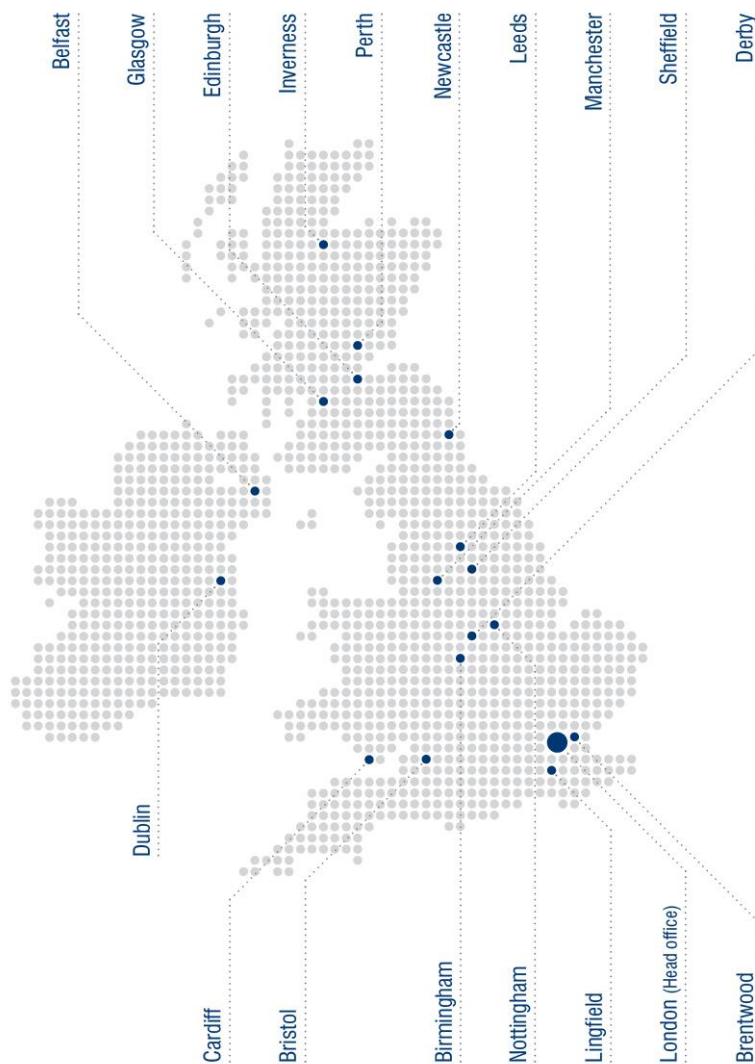 Belfast
Glasgow
Edinburgh
Inverness
Perth
Newcastle
Leeds
Manchester
Sheffield
Derby
Dublin
Cardiff
Bristol
Birmingham
Nottingham
Lingfield
London (Head office)
Brentwood